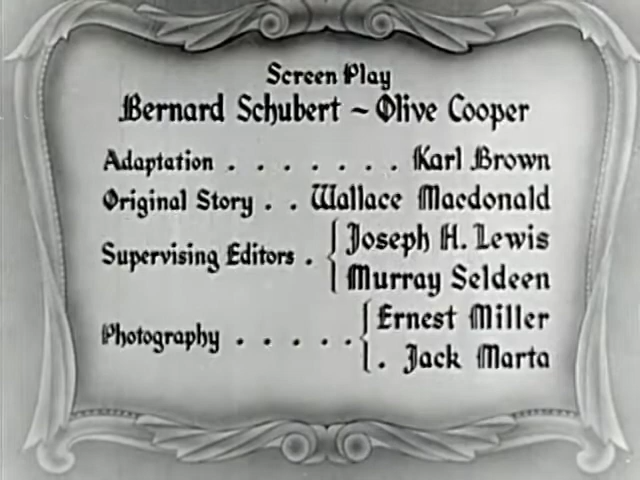 Screen Play
Bernard Schubert ~ Olive Cooper
Adaptation . . . . . . . Karl Brown
Original Story . . Wallace Macdonald
Supervising Editors . { Joseph H. Lewis
Murray Seldeen
Photography . . . . . { Ernest Miller
. Jack Marta